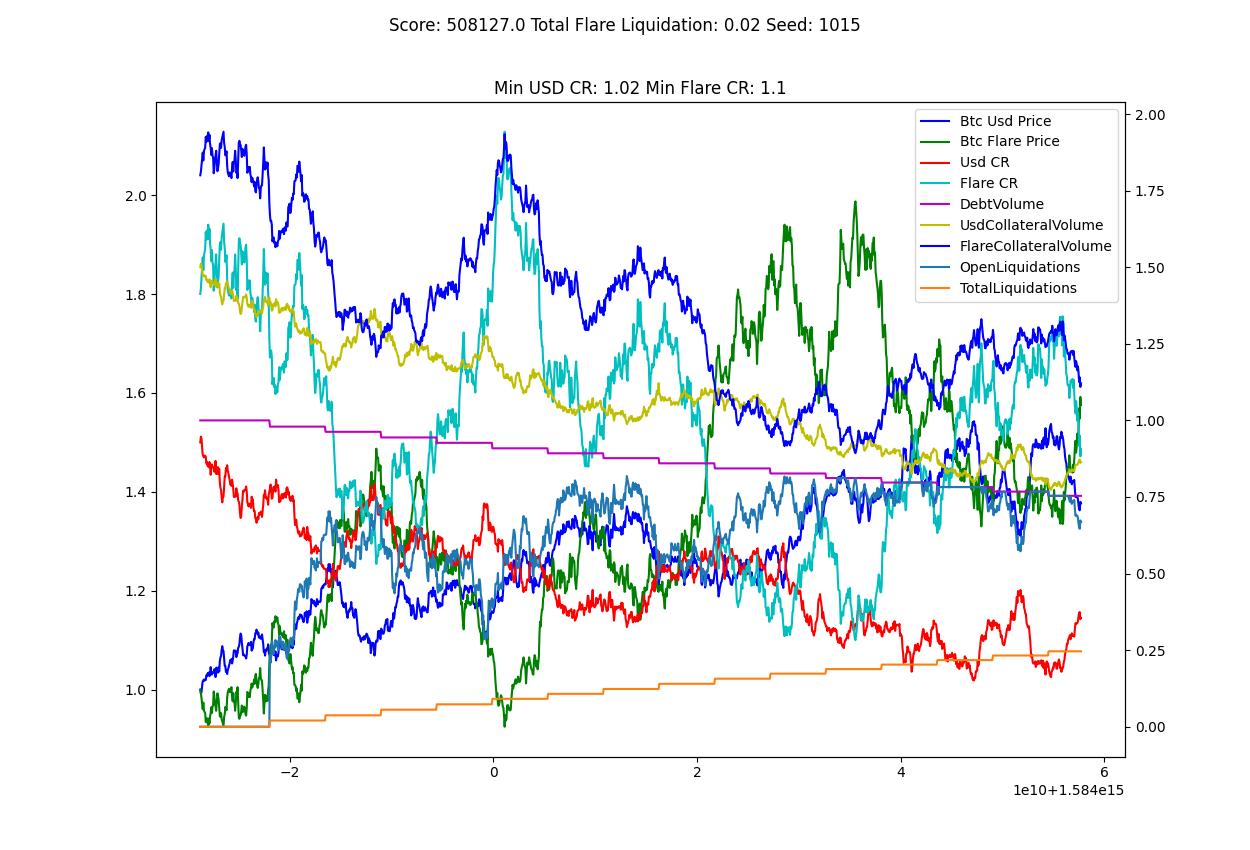 Score: 508127.0 Total Flare Liquidation: 0.02 Seed: 1015
Min USD CR: 1.02 Min Flare CR: 1.1
Btc Usd Price
Btc Flare Price
Usd CR
Flare CR
DebtVolume
UsdCollateralVolume
FlareCollateralVolume
OpenLiquidations
TotalLiquidations
2.0
1.8
1.6
1.4
1.2
1.0
2.00
1.75
1.50
1.25
1.00
0.75
0.50
0.25
0.00
−2 0 2 4 6
1e10+1.584e15